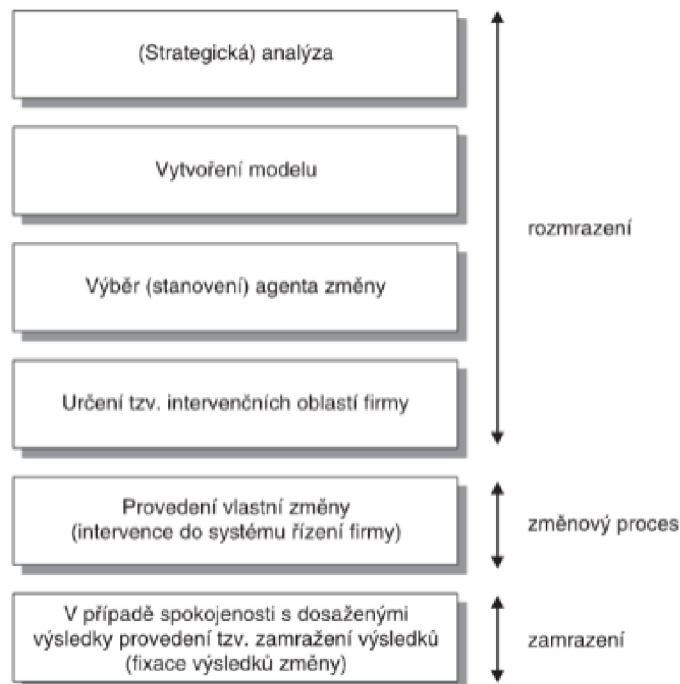 (Strategická) analýza
Vytvoření modelu
rozmrazení
Výběr (stanovení) agenta změny
Určení tzv. intervenčních oblastí firmy
Provedení vlastní změny
(intervence do systému řízení firmy)
změnový proces
V případě spokojenosti s dosaženými
výsledky provedení tzv. zamražení výsledků
(fixace výsledků změny)
zamrazení